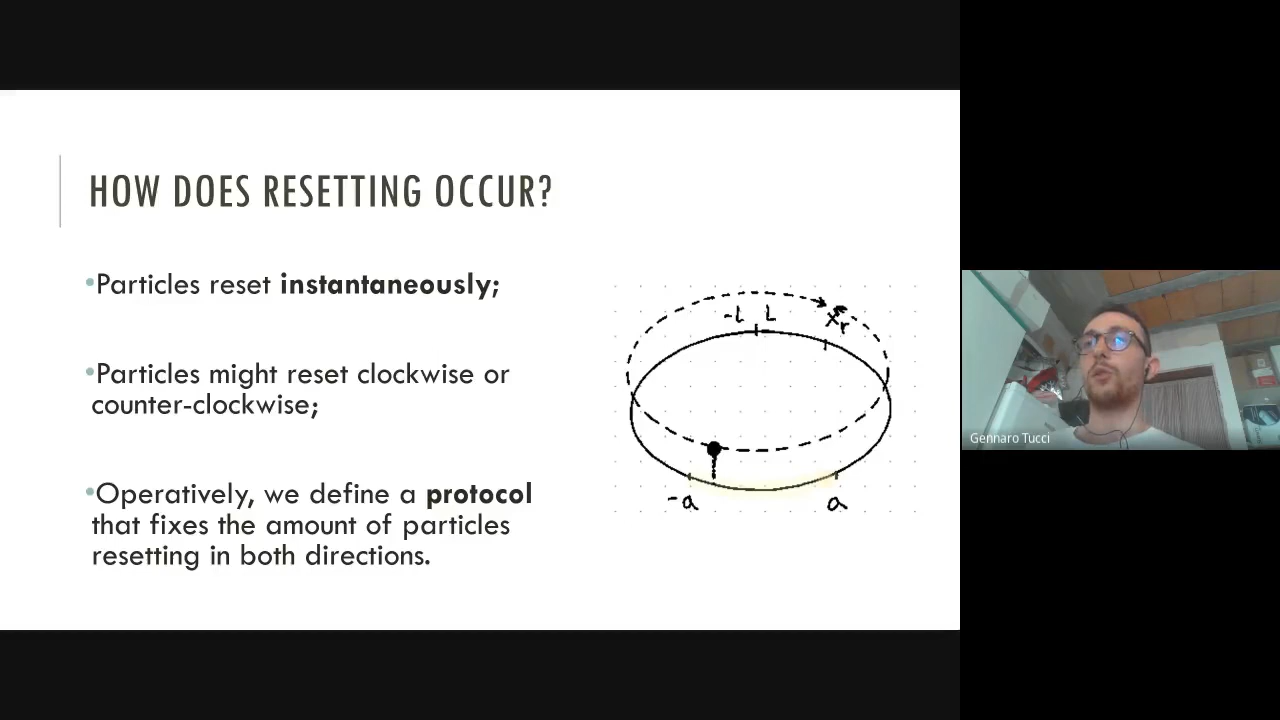 HOW DOES RESETTING OCCUR?
•Particles reset instantaneously;
•Particles might reset clockwise or
counter-clockwise;
•Operatively, we define a protocol
that fixes the amount of particles
resetting in both directions.
-L L
Xr
-a a
Gennaro Tucci